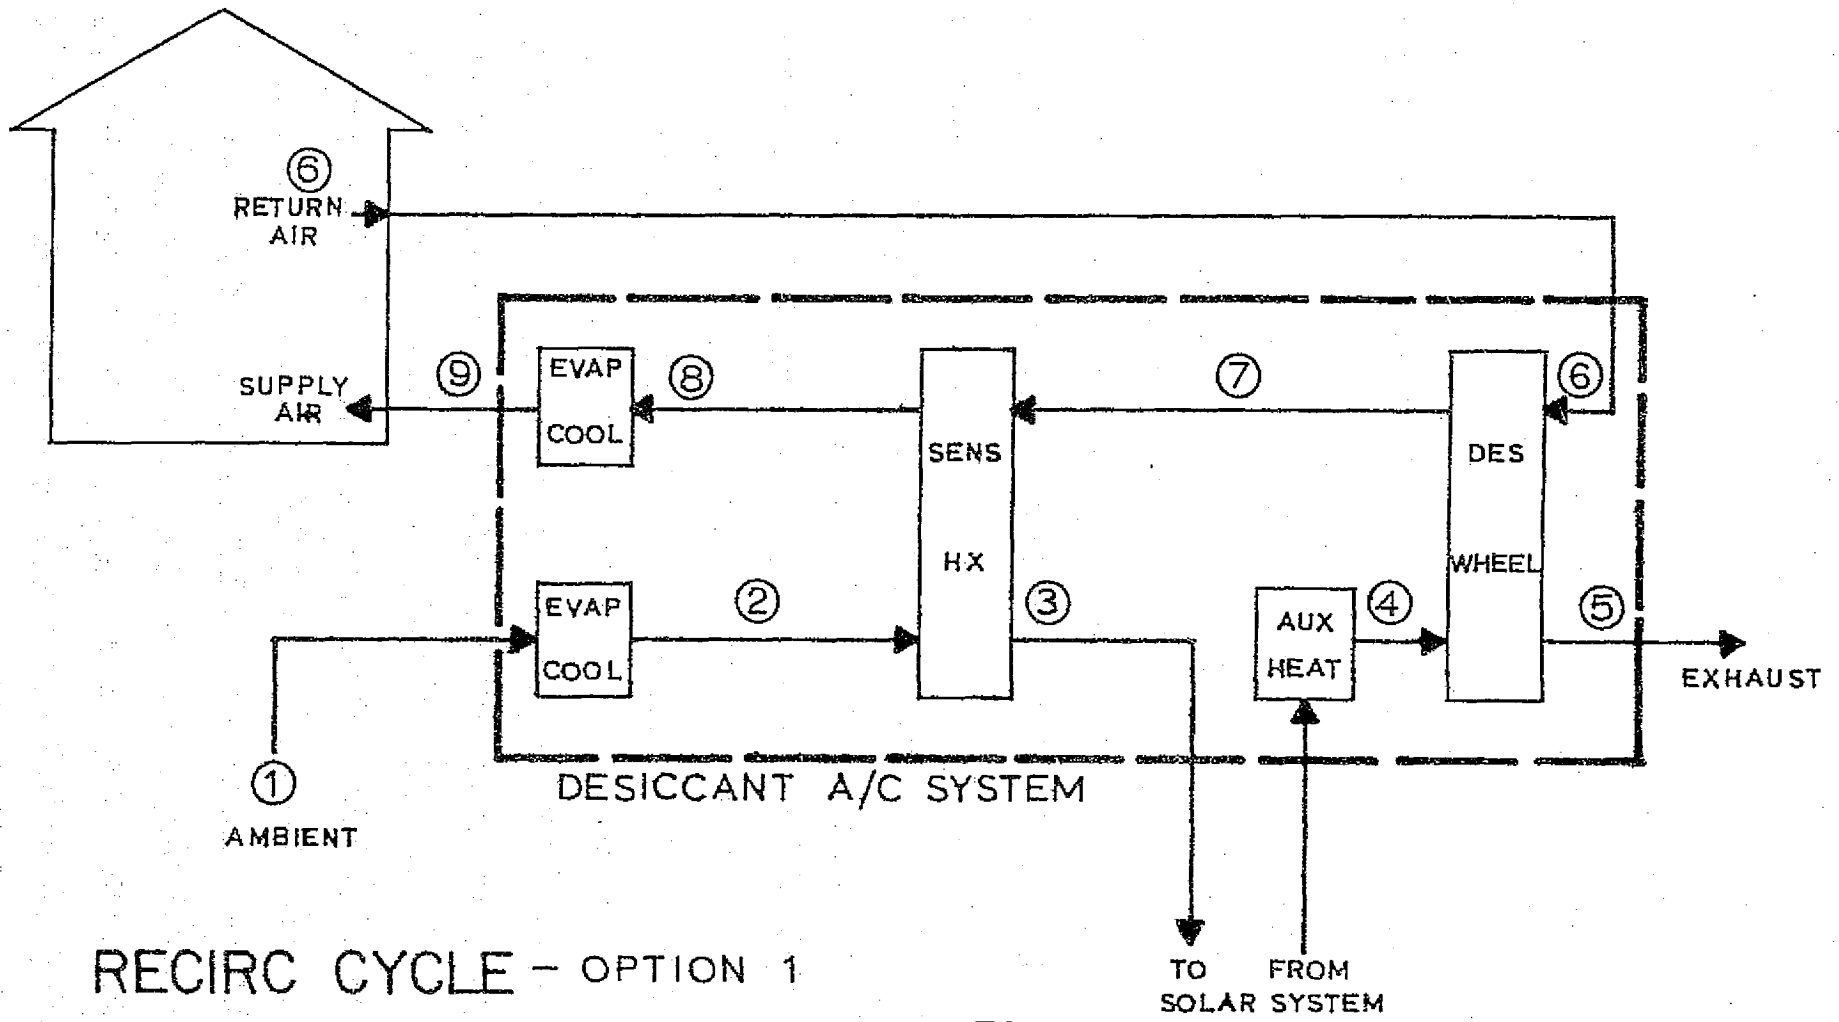 ⑥
RETURN
AIR
SUPPLY
AIR
⑨
EVAP
COOL
⑧
SENS
HX
⑦
DES
WHEEL
⑥
EVAP
COOL
②
③
AUX
HEAT
④
⑤
EXHAUST
①
AMBIENT
DESICCANT A/C SYSTEM
RECIRC CYCLE - OPTION 1
TO FROM
SOLAR SYSTEM